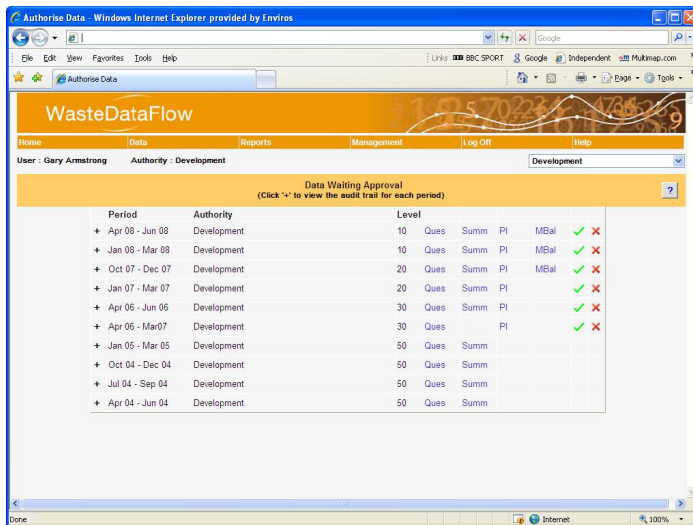 Authorise Data - Windows Internet Explorer provided by Enviros
Google
File Edit View Favorites Tools Help
Links BBC SPORT Google Independent Multimap.com
Authorise Data
Page Tools
WasteDataFlow
Home Data Reports Management Log Off Help
User : Gary Armstrong Authority : Development Development
Data Waiting Approval
(Click '+' to view the audit trail for each period) ?
Period Authority Level
+ Apr 08 - Jun 08 Development 10 Ques Summ PI MBal
+ Jan 08 - Mar 08 Development 10 Ques Summ PI MBal
+ Oct 07 - Dec 07 Development 20 Ques Summ PI MBal
+ Jan 07 - Mar 07 Development 20 Ques Summ PI
+ Apr 06 - Jun 06 Development 30 Ques Summ PI
+ Apr 06 - Mar07 Development 30 Ques PI
+ Jan 05 - Mar 05 Development 50 Ques Summ
+ Oct 04 - Dec 04 Development 50 Ques Summ
+ Jul 04 - Sep 04 Development 50 Ques Summ
+ Apr 04 - Jun 04 Development 50 Ques Summ
Done Internet 100%